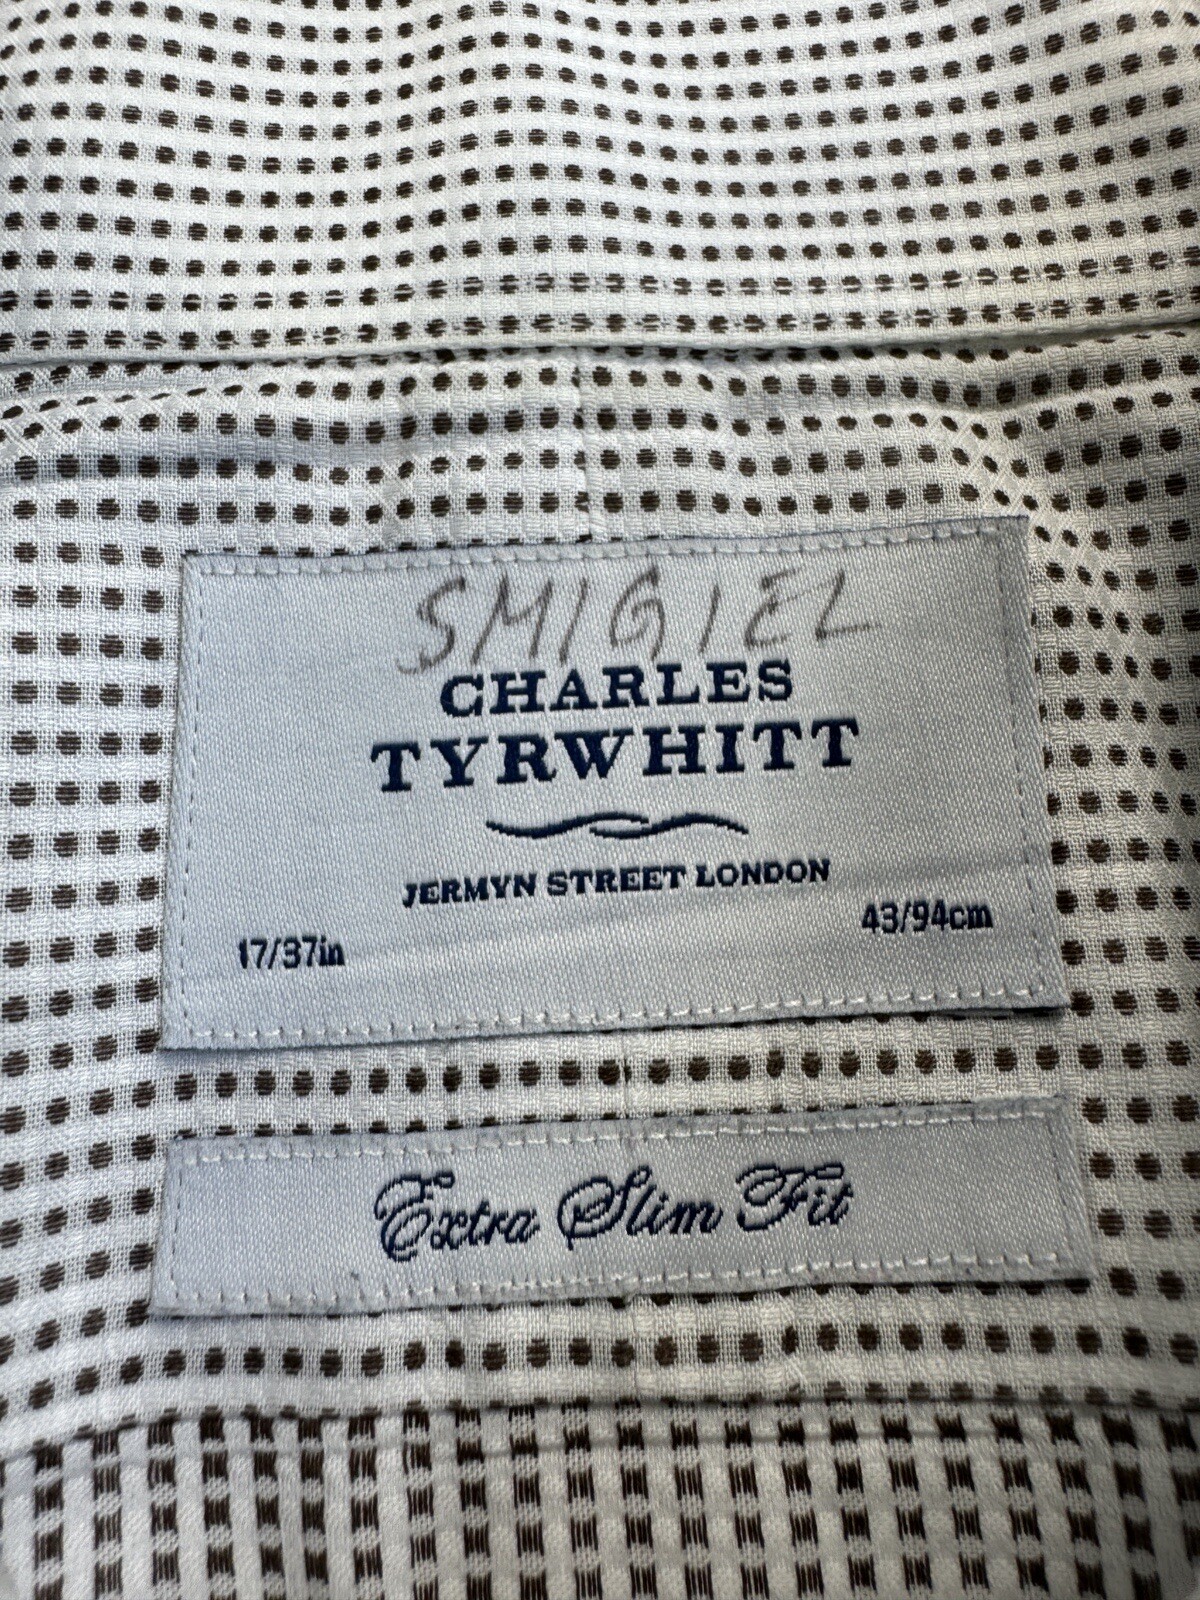 SMIGIEL
CHARLES
TYRWHITT
JERMYN STREET LONDON
17/37in
43/94cm
Extra Slim Fit